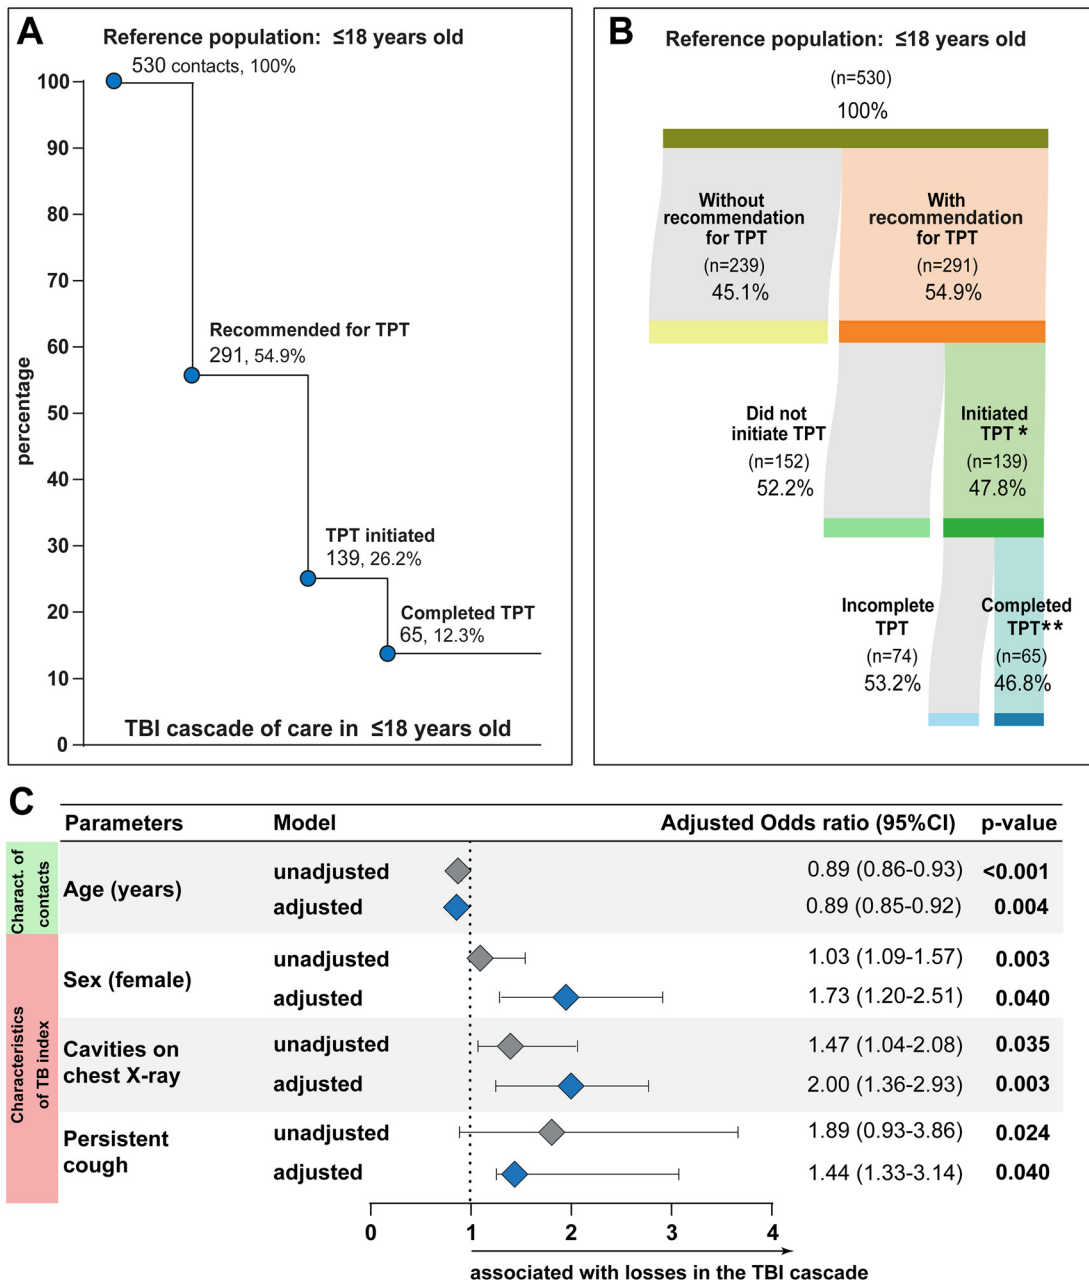 A
Reference population: ≤18 years old
530 contacts, 100%
100
90
80
70
60
50
40
30
20
10
0
percentage
Recommended for TPT
291, 54.9%
TPT initiated
139, 26.2%
Completed TPT
65, 12.3%
TBI cascade of care in ≤18 years old
B
Reference population: ≤18 years old
(n=530)
100%
Without
recommendation
for TPT
(n=239)
45.1%
With
recommendation
for TPT
(n=291)
54.9%
Did not
initiate TPT
(n=152)
52.2%
Initiated
TPT *
(n=139)
47.8%
Incomplete
TPT
(n=74)
53.2%
Completed
TPT**
(n=65)
46.8%
C
Parameters Model Adjusted Odds ratio (95%CI) p-value
Charact. of
contacts
Age (years)
unadjusted 0.89 (0.86-0.93) <0.001
adjusted 0.89 (0.85-0.92) 0.004
Characteristics
of TB index
Sex (female)
unadjusted 1.03 (1.09-1.57) 0.003
adjusted 1.73 (1.20-2.51) 0.040
Cavities on
chest X-ray
unadjusted 1.47 (1.04-2.08) 0.035
adjusted 2.00 (1.36-2.93) 0.003
Persistent
cough
unadjusted 1.89 (0.93-3.86) 0.024
adjusted 1.44 (1.33-3.14) 0.040
0 1 2 3 4
associated with losses in the TBI cascade